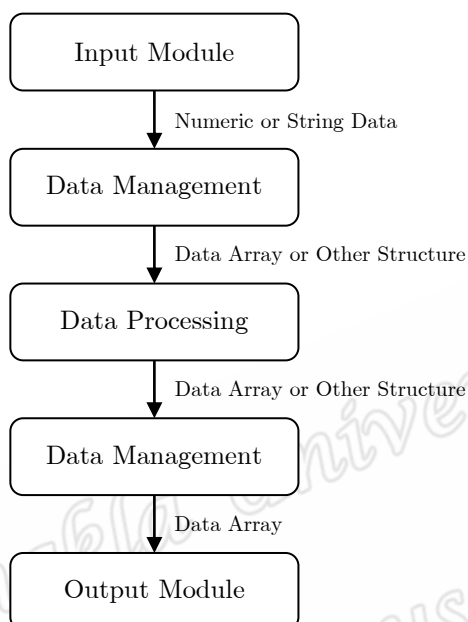 Input Module
Numeric or String Data
Data Management
Data Array or Other Structure
Data Processing
Data Array or Other Structure
Data Management
Data Array
Output Module